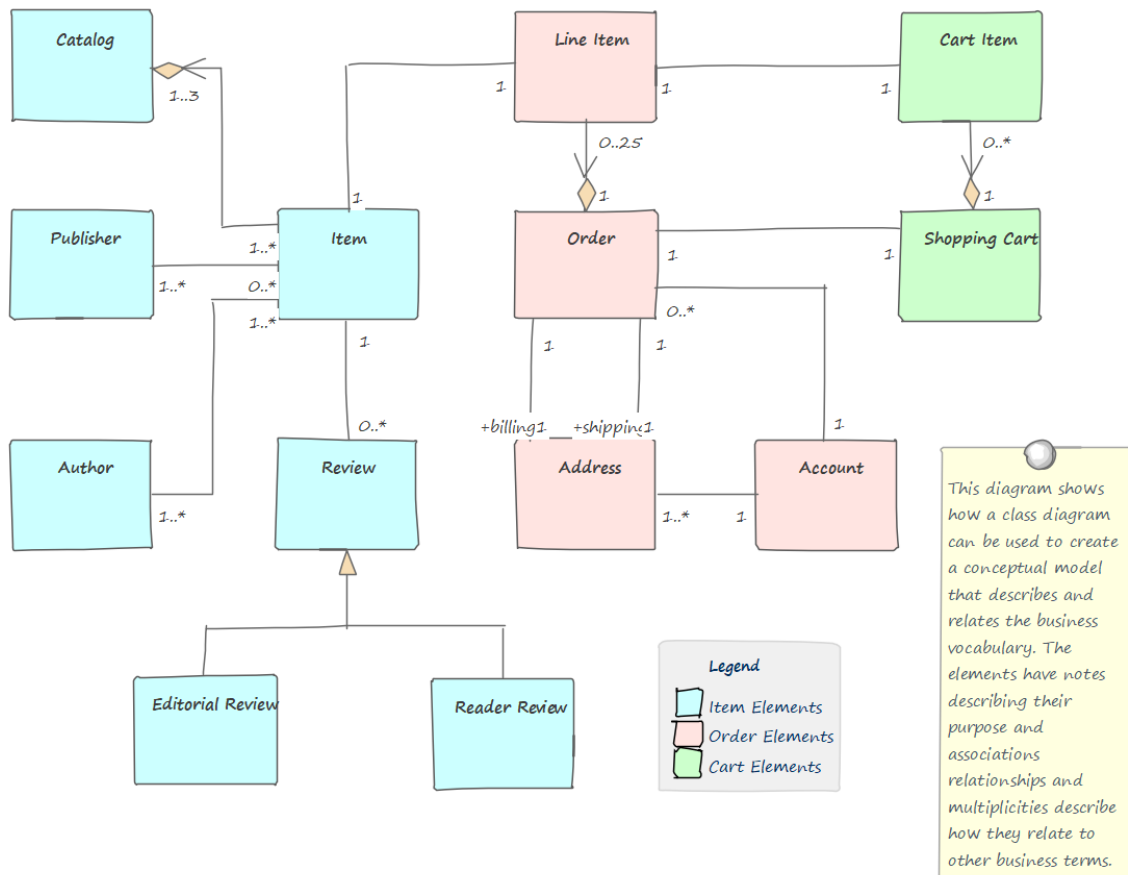 Catalog
Line Item
Cart Item
1..3
1
1
1
0..25
0..*
1
1
1
Publisher
Item
Order
Shopping Cart
1..*
1
1
1..*
0..*
0..*
1..*
1
1
1
0..*
1
+billing1
+shipping1
Author
Review
Address
Account
1..*
1..*
1
This diagram shows
how a class diagram
can be used to create
a conceptual model
that describes and
relates the business
vocabulary. The
elements have notes
describing their
purpose and
associations
relationships and
multiplicities describe
how they relate to
other business terms.
Editorial Review
Reader Review
Legend
Item Elements
Order Elements
Cart Elements